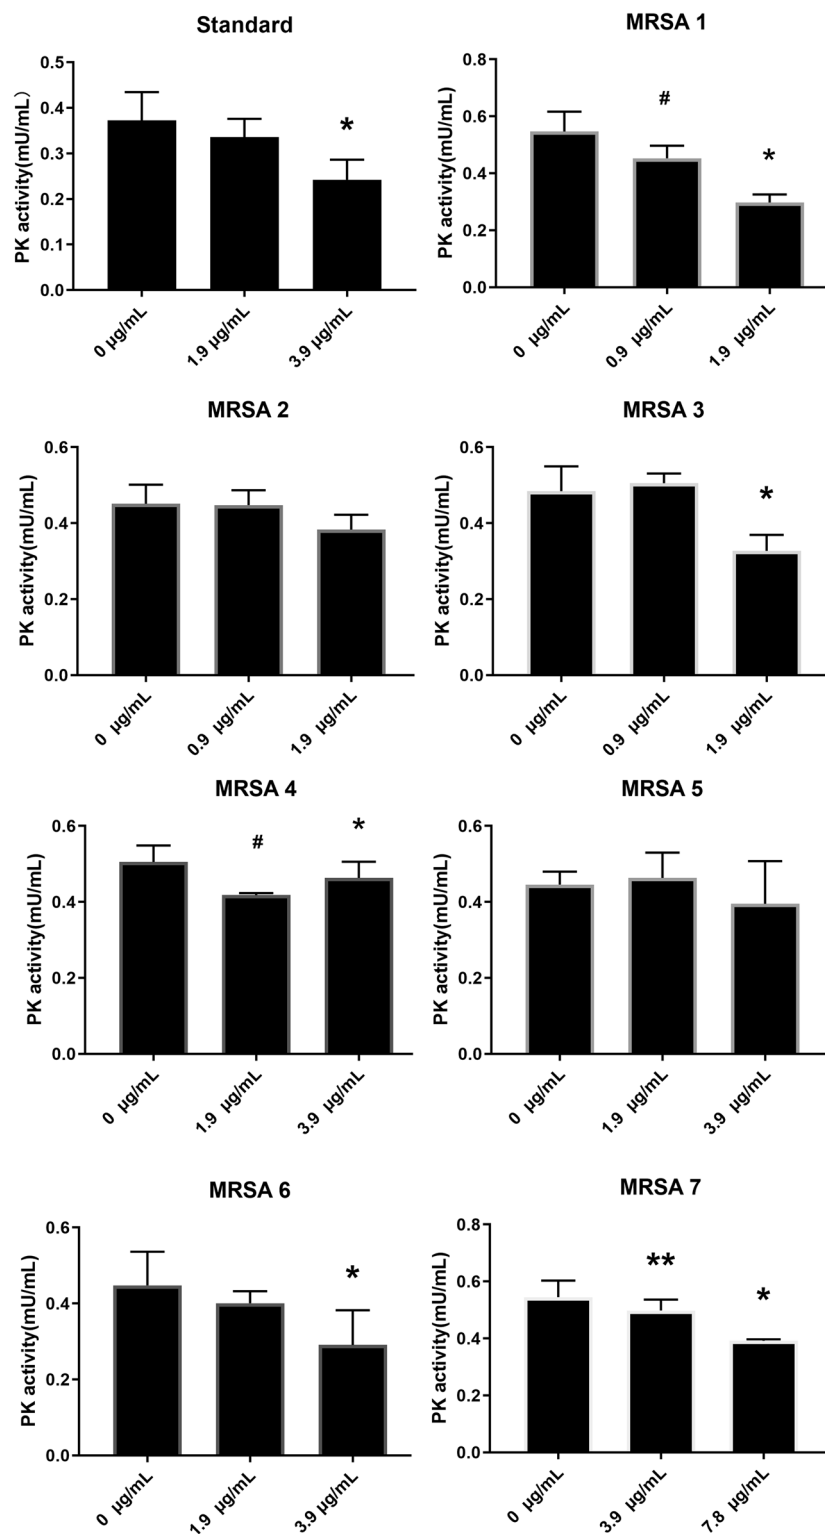 Standard
PK activity(mU/mL)
0.5
0.4
0.3
0.2
0.1
0.0
*
0 µg/mL
1.9 µg/mL
3.9 µg/mL
MRSA 1
PK activity(mU/mL)
0.8
0.6
0.4
0.2
0.0
#
*
0 µg/mL
0.9 µg/mL
1.9 µg/mL
MRSA 2
PK activity(mU/mL)
0.6
0.4
0.2
0.0
0 µg/mL
0.9 µg/mL
1.9 µg/mL
MRSA 3
PK activity(mU/mL)
0.6
0.4
0.2
0.0
*
0 µg/mL
0.9 µg/mL
1.9 µg/mL
MRSA 4
PK activity(mU/mL)
0.6
0.4
0.2
0.0
#
*
0 µg/mL
1.9 µg/mL
3.9 µg/mL
MRSA 5
PK activity(mU/mL)
0.6
0.4
0.2
0.0
0 µg/mL
1.9 µg/mL
3.9 µg/mL
MRSA 6
PK activity(mU/mL)
0.6
0.4
0.2
0.0
*
0 µg/mL
1.9 µg/mL
3.9 µg/mL
MRSA 7
PK activity(mU/mL)
0.8
0.6
0.4
0.2
0.0
**
*
0 µg/mL
3.9 µg/mL
7.8 µg/mL